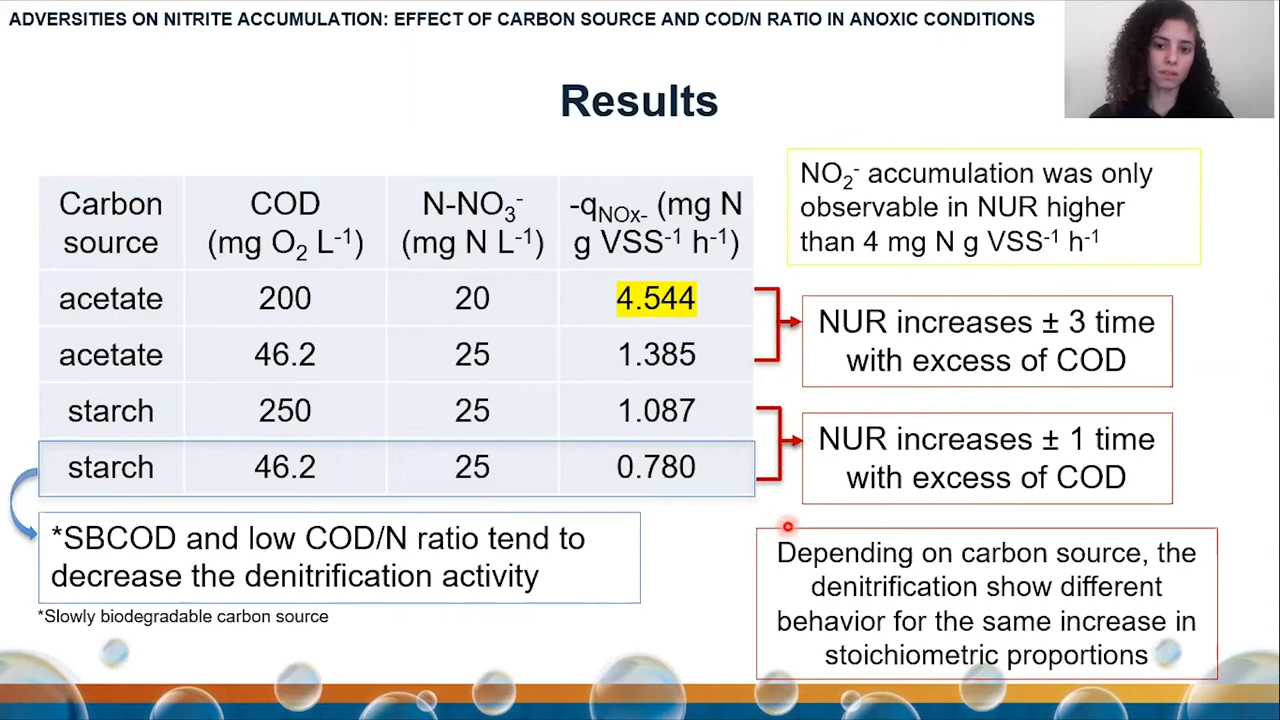 ADVERSITIES ON NITRITE ACCUMULATION: EFFECT OF CARBON SOURCE AND COD/N RATIO IN ANOXIC CONDITIONS
Results
Carbon source COD (mg O₂ L⁻¹) N-NO₃⁻ (mg N L⁻¹) -qNOx- (mg N g VSS⁻¹ h⁻¹)
acetate 200 20 4.544
acetate 46.2 25 1.385
starch 250 25 1.087
starch 46.2 25 0.780
NO₂⁻ accumulation was only
observable in NUR higher
than 4 mg N g VSS⁻¹ h⁻¹
NUR increases ± 3 time
with excess of COD
NUR increases ± 1 time
with excess of COD
*SBCOD and low COD/N ratio tend to
decrease the denitrification activity
*Slowly biodegradable carbon source
Depending on carbon source, the
denitrification show different
behavior for the same increase in
stoichiometric proportions